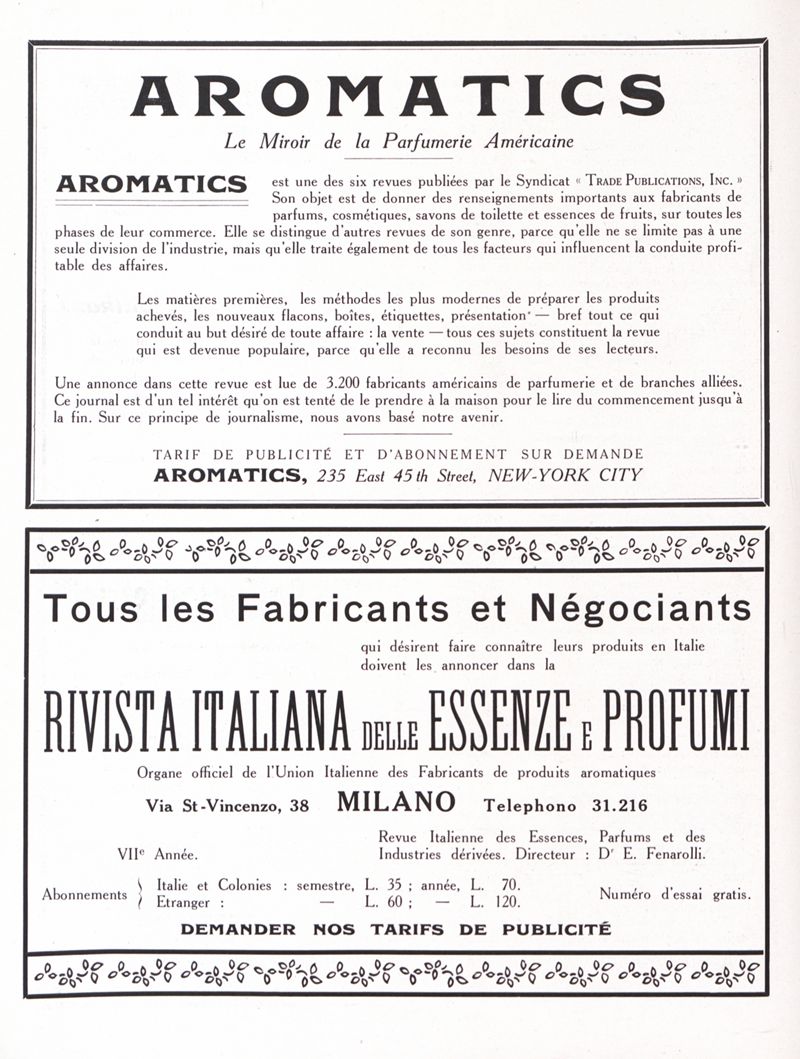 AROMATICS
Le Miroir de la Parfumerie Américaine
AROMATICS est une des six revues publiées par le Syndicat « TRADE PUBLICATIONS, INC. »
Son objet est de donner des renseignements importants aux fabricants de
parfums, cosmétiques, savons de toilette et essences de fruits, sur toutes les
phases de leur commerce. Elle se distingue d'autres revues de son genre, parce qu'elle ne se limite pas à une
seule division de l'industrie, mais qu'elle traite également de tous les facteurs qui influencent la conduite profi-
table des affaires.
Les matières premières, les méthodes les plus modernes de préparer les produits
achevés, les nouveaux flacons, boîtes, étiquettes, présentation — bref tout ce qui
conduit au but désiré de toute affaire : la vente — tous ces sujets constituent la revue
qui est devenue populaire, parce qu'elle a reconnu les besoins de ses lecteurs.
Une annonce dans cette revue est lue de 3.200 fabricants américains de parfumerie et de branches alliées.
Ce journal est d'un tel intérêt qu'on est tenté de le prendre à la maison pour le lire du commencement jusqu'à
la fin. Sur ce principe de journalisme, nous avons basé notre avenir.
TARIF DE PUBLICITÉ ET D'ABONNEMENT SUR DEMANDE
AROMATICS, 235 East 45th Street, NEW-YORK CITY
Tous les Fabricants et Négociants
qui désirent faire connaître leurs produits en Italie
doivent les annoncer dans la
RIVISTA ITALIANA DELLE ESSENZE E PROFUMI
Organe officiel de l'Union Italienne des Fabricants de produits aromatiques
Via St-Vincenzo, 38 MILANO Telephono 31.216
VIIe Année.
Revue Italienne des Essences, Parfums et des
Industries dérivées. Directeur : Dr E. Fenarolli.
Abonnements
Italie et Colonies : semestre, L. 35 ; année, L. 70.
Etranger : — L. 60 ; — L. 120.
Numéro d'essai gratis.
DEMANDER NOS TARIFS DE PUBLICITÉ